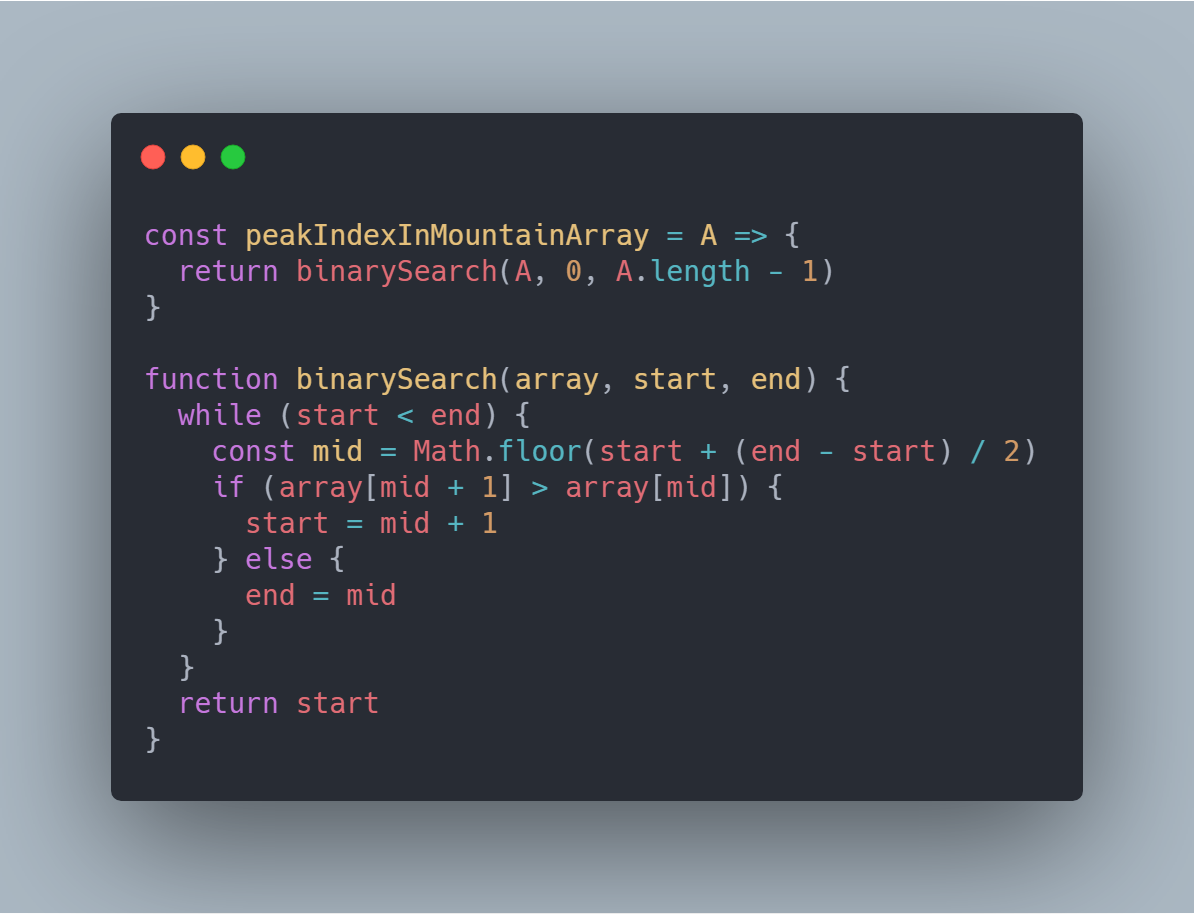 const peakIndexInMountainArray = A => {
  return binarySearch(A, 0, A.length - 1)
}

function binarySearch(array, start, end) {
  while (start < end) {
    const mid = Math.floor(start + (end - start) / 2)
    if (array[mid + 1] > array[mid]) {
      start = mid + 1
    } else {
      end = mid
    }
  }
  return start
}